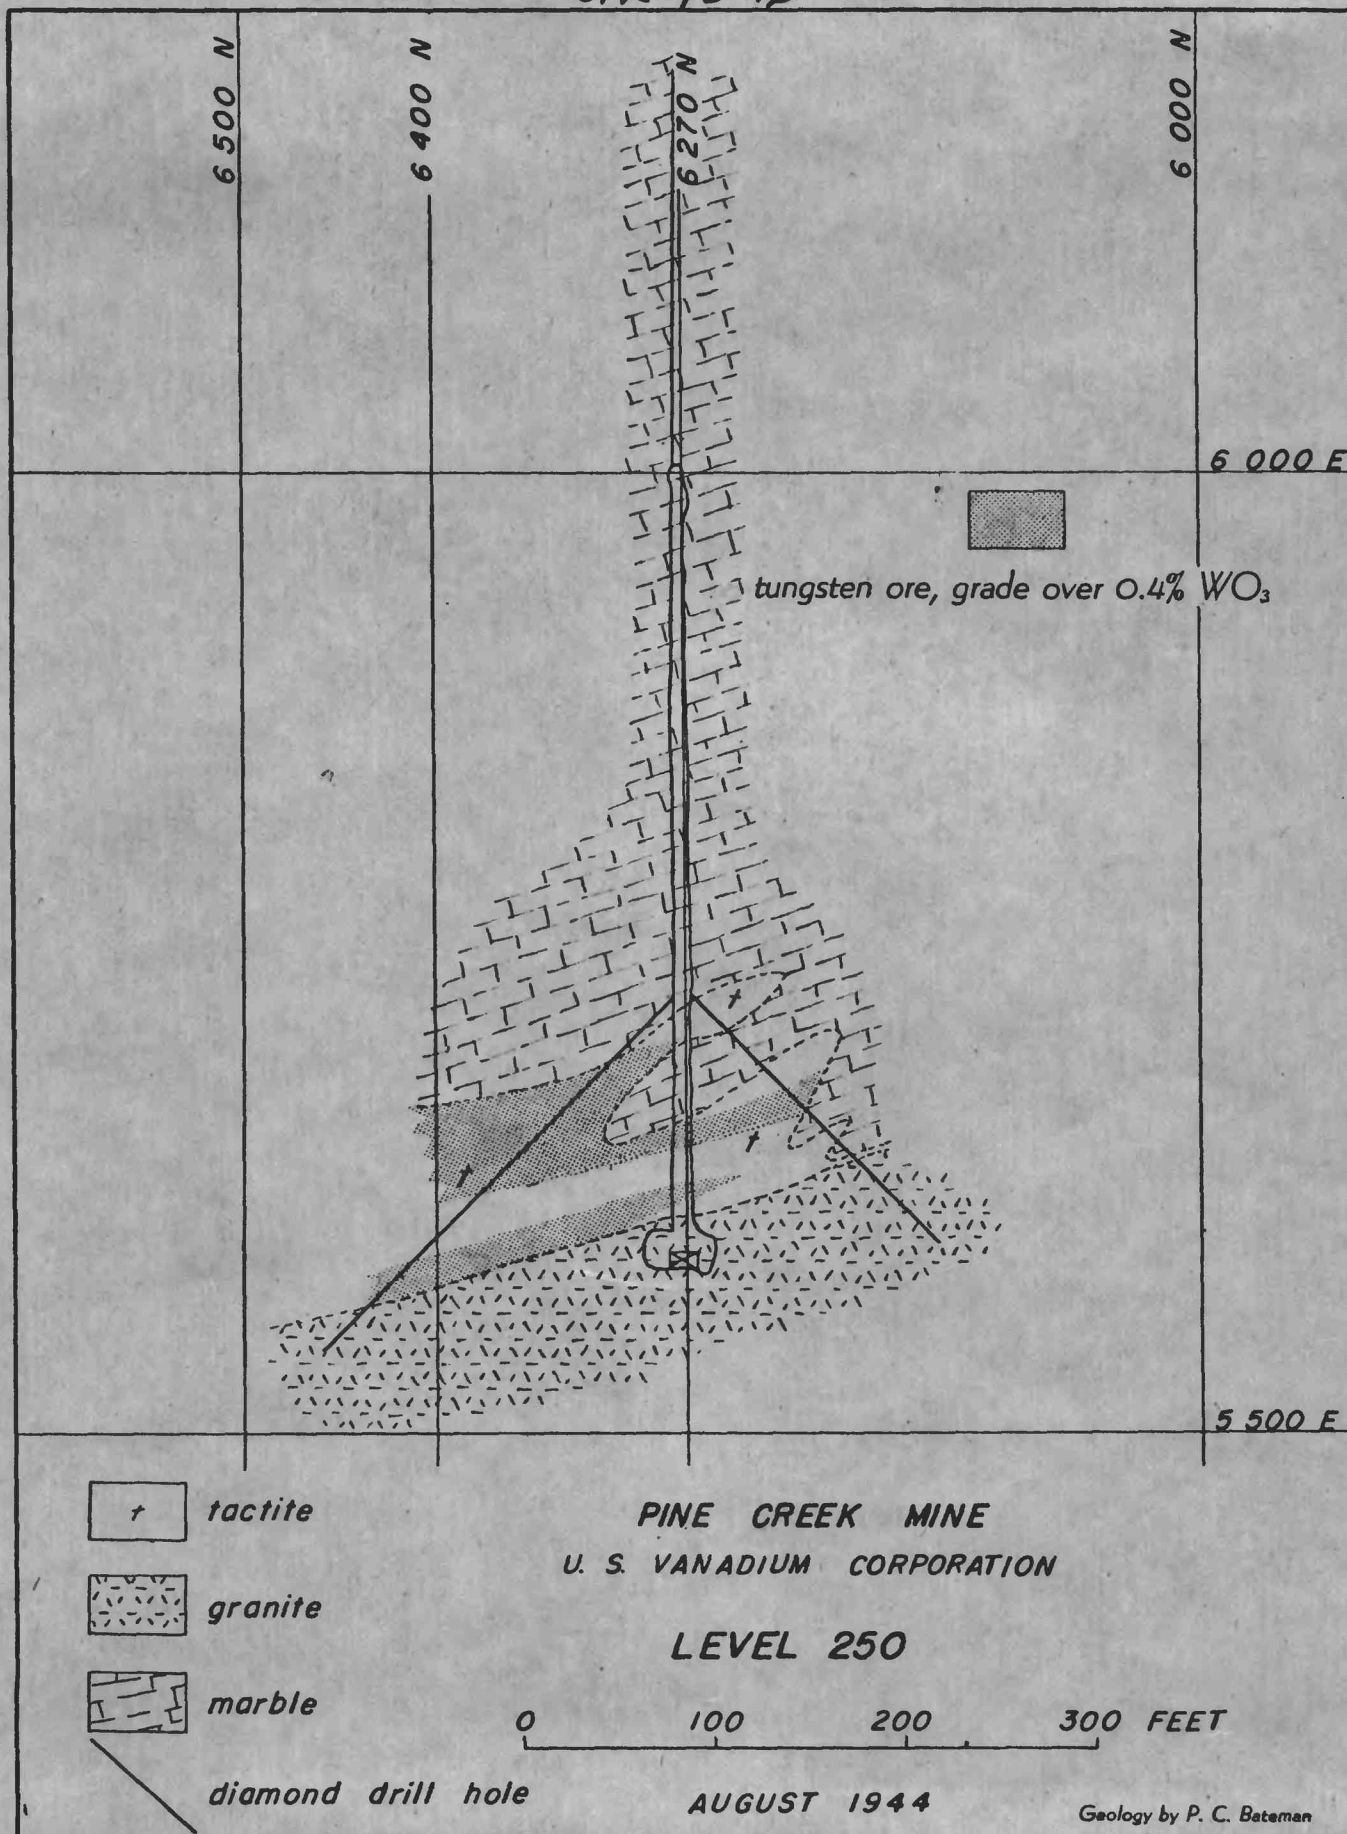 6 500 N
6 400 N
6 270 N
6 000 N
6 000 E
tungsten ore, grade over 0.4% WO₃
5 500 E
tactite
granite
marble
diamond drill hole
PINE CREEK MINE
U. S. VANADIUM CORPORATION
LEVEL 250
0 100 200 300 FEET
AUGUST 1944
Geology by P. C. Bateman